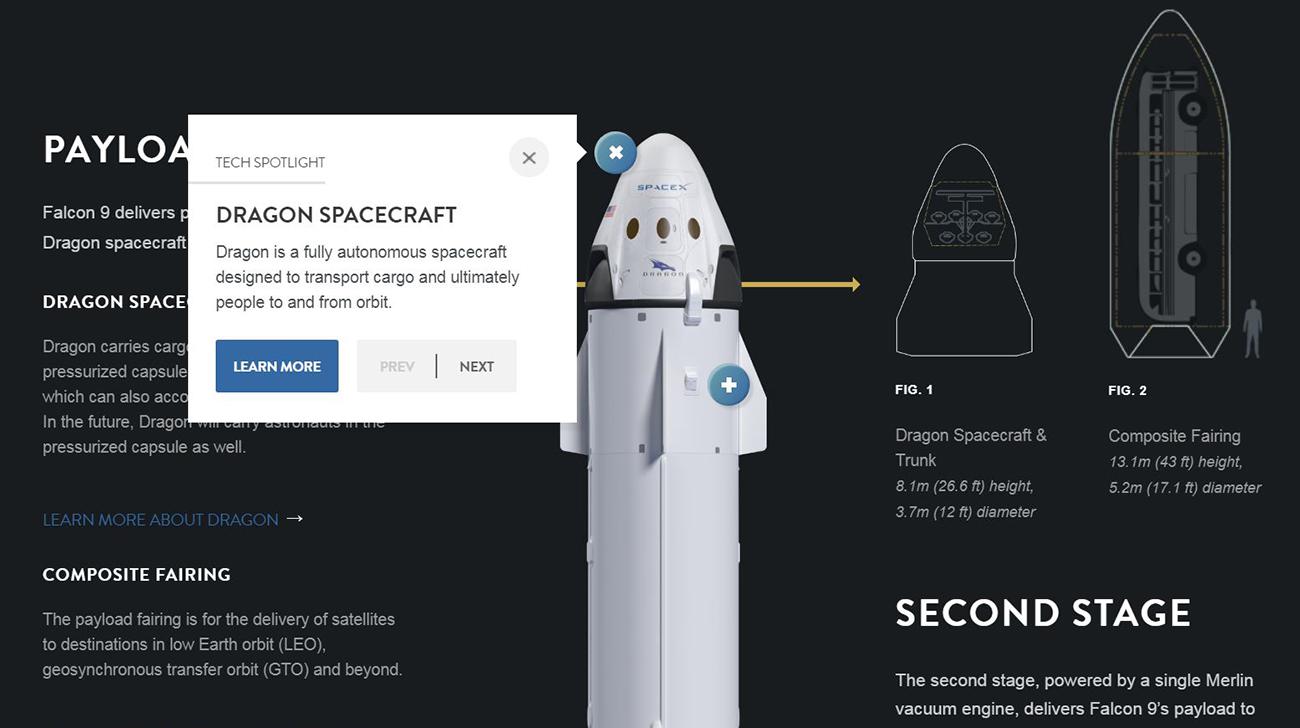 PAYLOA
Falcon 9 delivers p
Dragon spacecraft
DRAGON SPACE
Dragon carries carg
pressurized capsule
which can also acco
In the future, Dragon will carry astronauts in the
pressurized capsule as well.
LEARN MORE ABOUT DRAGON →
COMPOSITE FAIRING
The payload fairing is for the delivery of satellites
to destinations in low Earth orbit (LEO),
geosynchronous transfer orbit (GTO) and beyond.
TECH SPOTLIGHT
DRAGON SPACECRAFT
Dragon is a fully autonomous spacecraft
designed to transport cargo and ultimately
people to and from orbit.
LEARN MORE
PREV | NEXT
SPACEX
DRAGON
FIG. 1
Dragon Spacecraft &
Trunk
8.1m (26.6 ft) height,
3.7m (12 ft) diameter
FIG. 2
Composite Fairing
13.1m (43 ft) height,
5.2m (17.1 ft) diameter
SECOND STAGE
The second stage, powered by a single Merlin
vacuum engine, delivers Falcon 9's payload to